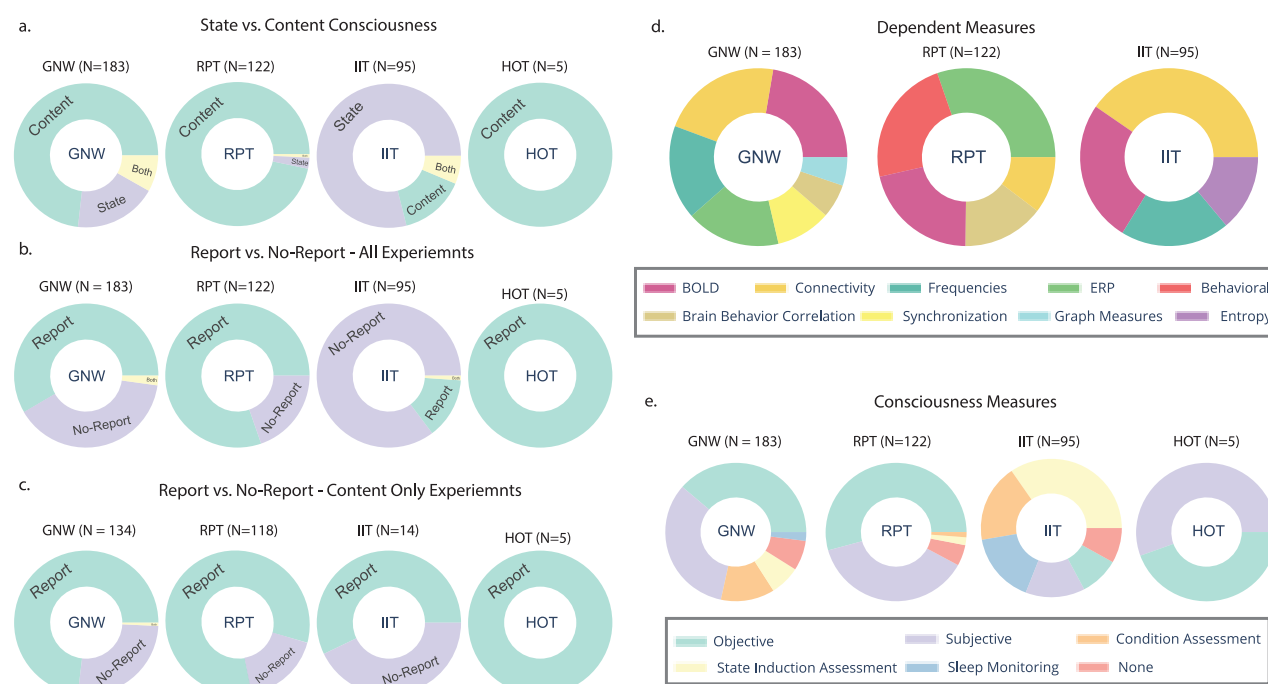 a.
State vs. Content Consciousness
GNW (N=183)
RPT (N=122)
IIT (N=95)
HOT (N=5)
Content
Both
State
GNW
Content
State
RPT
State
Both
Content
IIT
Content
HOT
b.
Report vs. No-Report - All Experiemnts
GNW (N = 183)
RPT (N=122)
IIT (N=95)
HOT (N=5)
Report
Both
No-Report
GNW
Report
No-Report
RPT
No-Report
Report
IIT
Report
HOT
c.
Report vs. No-Report - Content Only Experiemnts
GNW (N = 134)
RPT (N=118)
IIT (N=14)
HOT (N=5)
Report
No-Report
GNW
Report
No-Report
RPT
Report
No-Report
IIT
Report
HOT
d.
Dependent Measures
GNW (N = 183)
RPT (N=122)
IIT (N=95)
GNW
RPT
IIT
BOLD Connectivity Frequencies ERP Behavioral
Brain Behavior Correlation Synchronization Graph Measures Entropy
e.
Consciousness Measures
GNW (N = 183)
RPT (N=122)
IIT (N=95)
HOT (N=5)
GNW
RPT
IIT
HOT
Objective Subjective Condition Assessment
State Induction Assessment Sleep Monitoring None